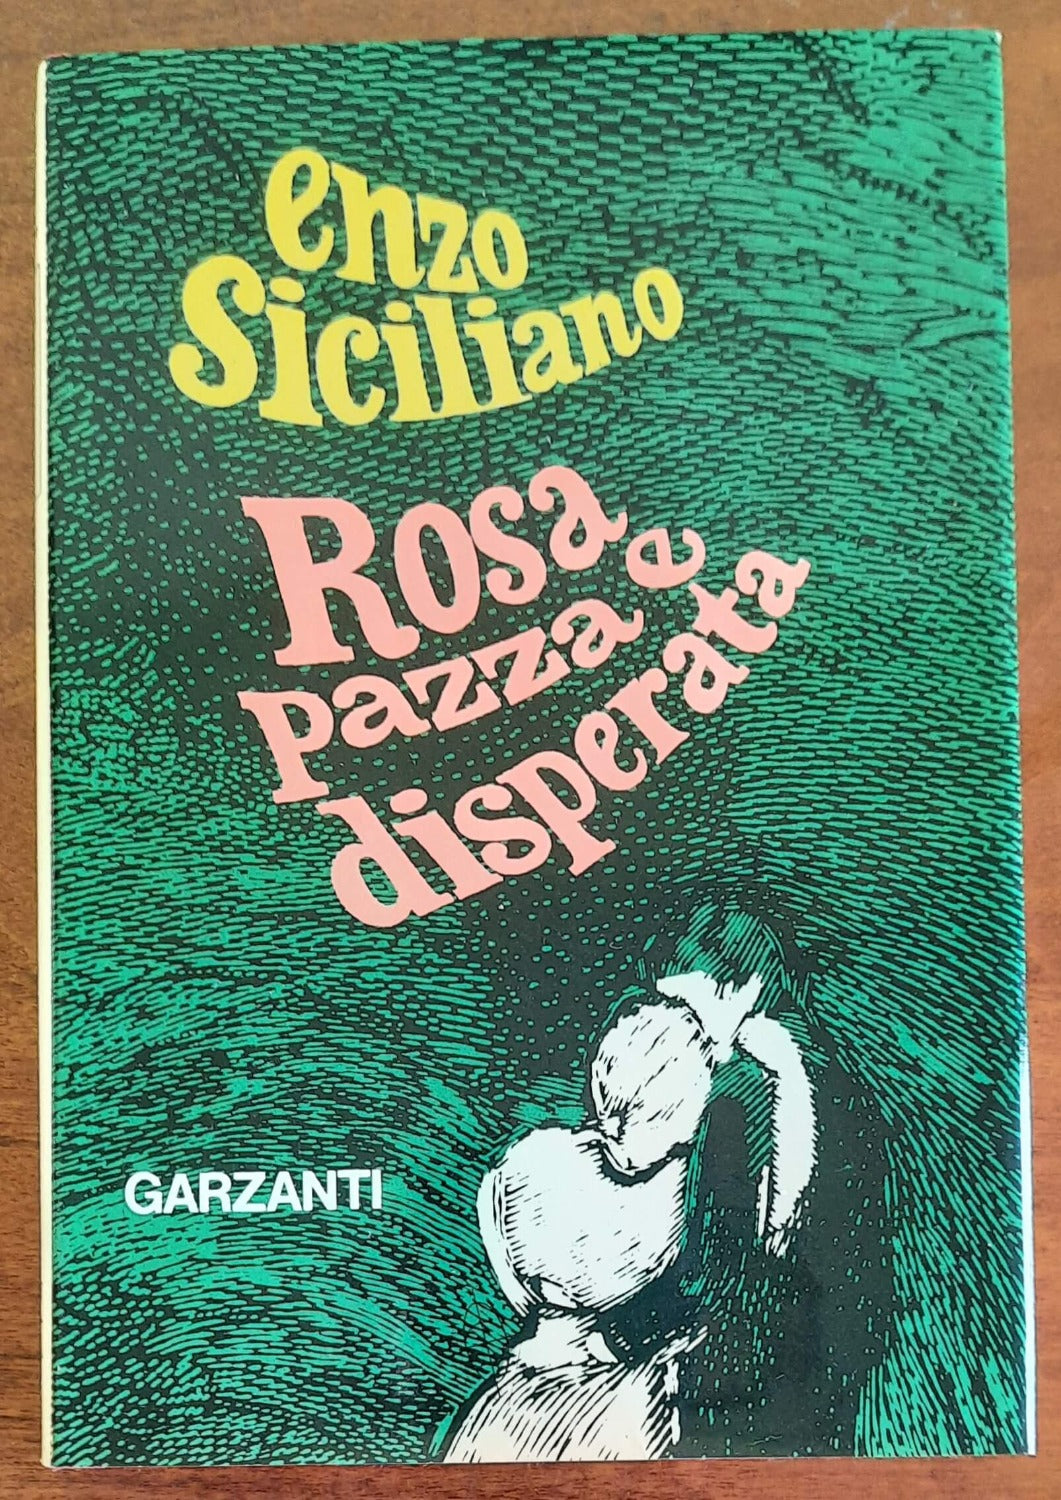 enzo
Siciliano
Rosa
pazza e
disperata
GARZANTI